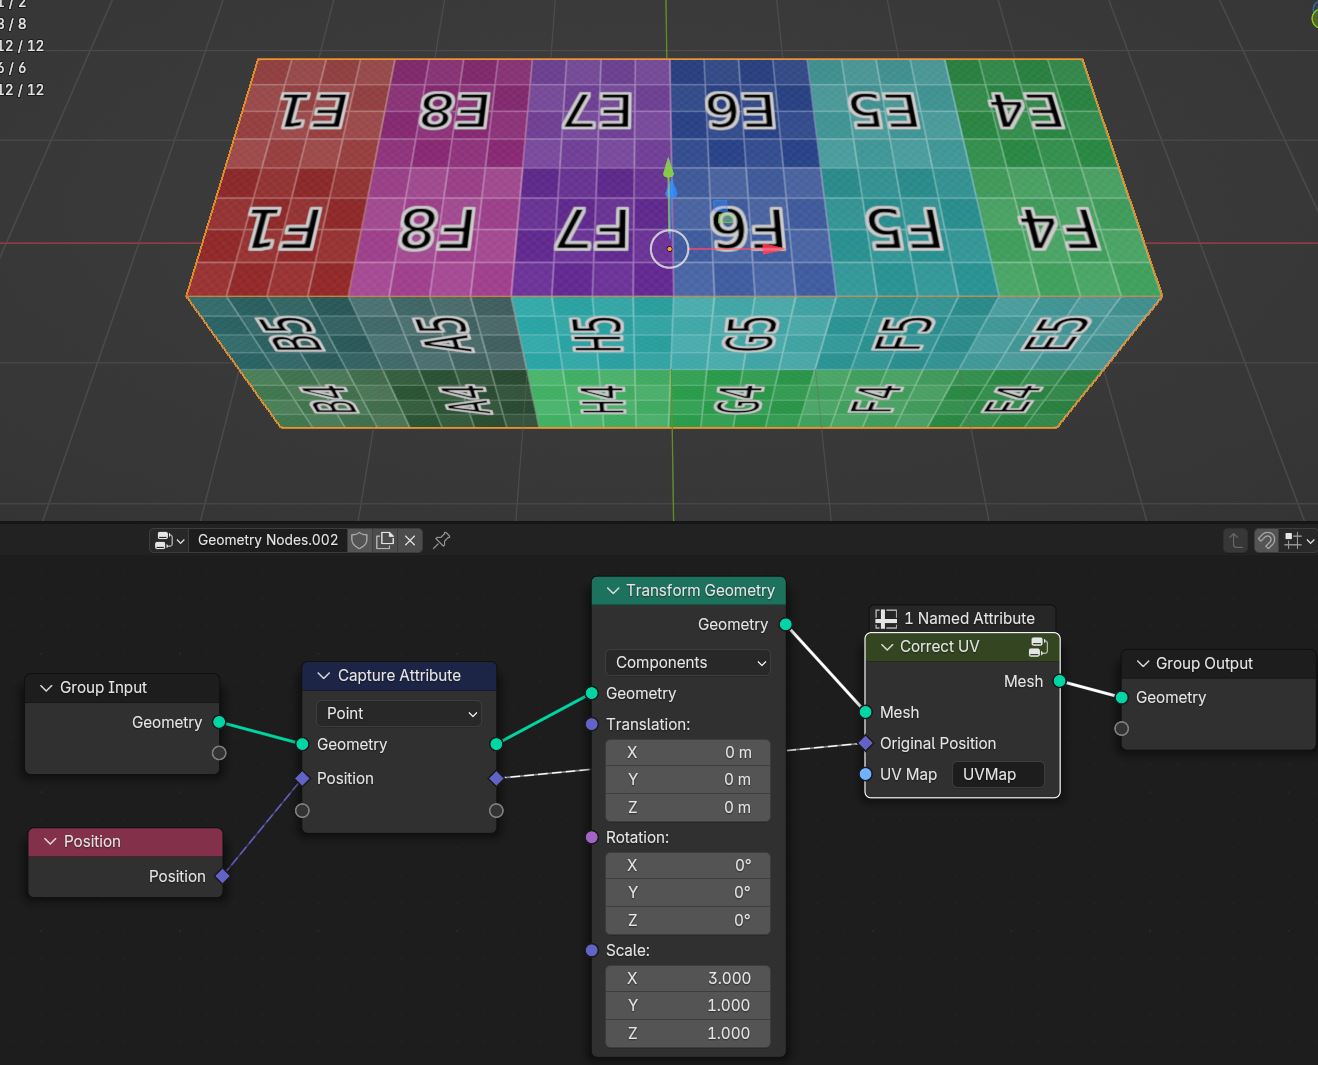 1 / 2
8 / 8
12 / 12
6 / 6
12 / 12
E1 E8 E7 E6 E5 E4
F1 F8 F7 F6 F5 F4
B5 A5 H5 G5 F5 E5
B4 A4 H4 G4 F4 E4
Geometry Nodes.002
Group Input
Geometry
Position
Position
Capture Attribute
Point
Geometry
Position
Transform Geometry
Geometry
Components
Geometry
Translation:
X 0 m
Y 0 m
Z 0 m
Rotation:
X 0°
Y 0°
Z 0°
Scale:
X 3.000
Y 1.000
Z 1.000
1 Named Attribute
Correct UV
Mesh
Mesh
Original Position
UV Map UVMap
Group Output
Geometry